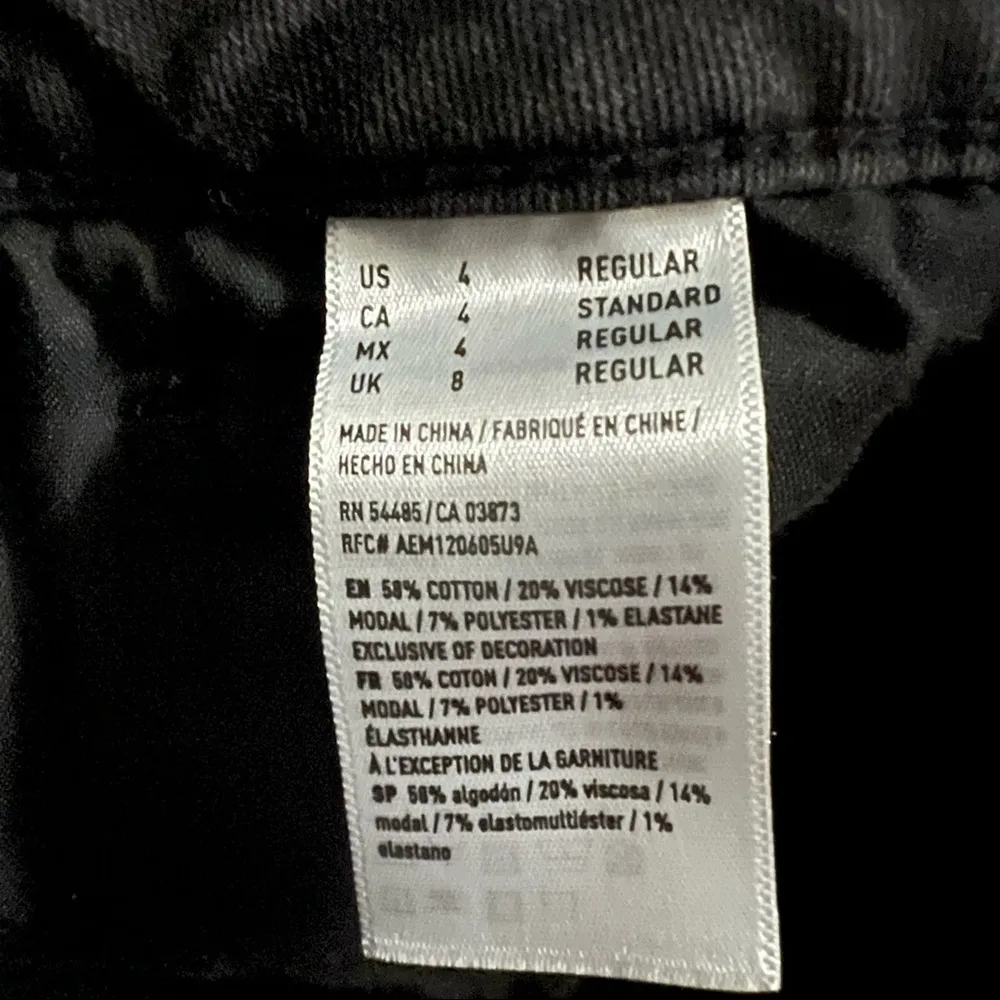 US 4 REGULAR
CA 4 STANDARD
MX 4 REGULAR
UK 8 REGULAR
MADE IN CHINA / FABRIQUÉ EN CHINE /
HECHO EN CHINA
RN 54485 / CA 03873
RFC# AEM120605U9A
EN 58% COTTON / 20% VISCOSE / 14%
MODAL / 7% POLYESTER / 1% ELASTANE
EXCLUSIVE OF DECORATION
FR 58% COTON / 20% VISCOSE / 14%
MODAL / 7% POLYESTER / 1%
ÉLASTHANNE
À L'EXCEPTION DE LA GARNITURE
SP 58% algodón / 20% viscosa / 14%
modal / 7% elastomultiéster / 1%
elastano